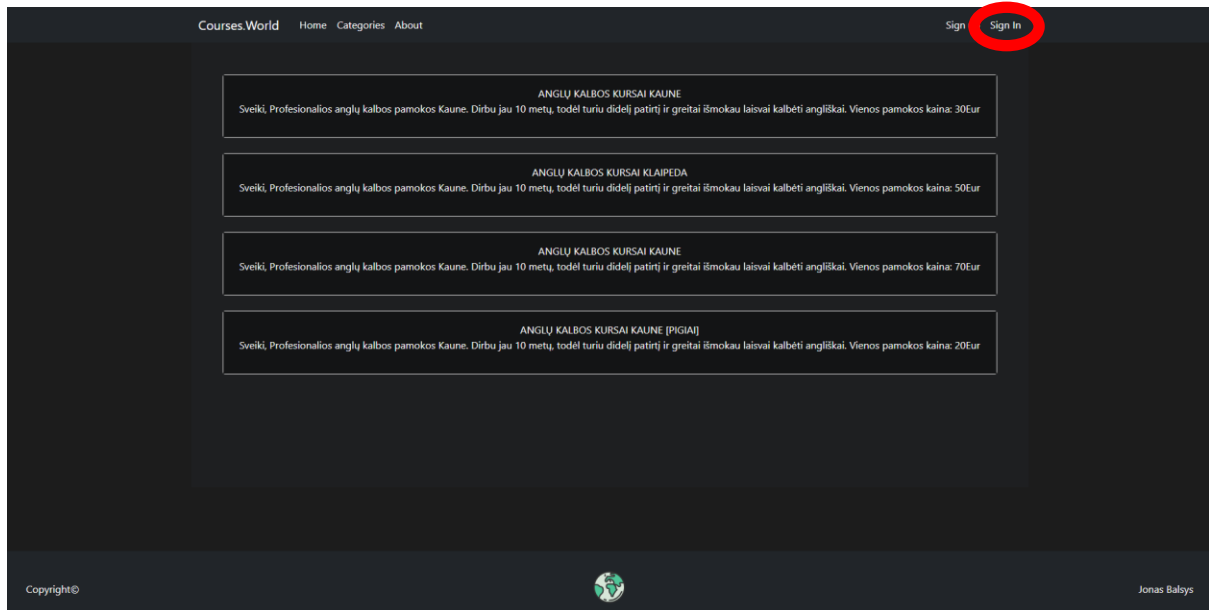 Courses.World Home Categories About Sign Sign In
ANGLŲ KALBOS KURSAI KAUNE
Sveiki, Profesionalios anglų kalbos pamokos Kaune. Dirbu jau 10 metų, todėl turiu didelį patirtį ir greitai išmokau laisvai kalbėti angliškai. Vienos pamokos kaina: 30Eur
ANGLŲ KALBOS KURSAI KLAIPEDA
Sveiki, Profesionalios anglų kalbos pamokos Kaune. Dirbu jau 10 metų, todėl turiu didelį patirtį ir greitai išmokau laisvai kalbėti angliškai. Vienos pamokos kaina: 50Eur
ANGLŲ KALBOS KURSAI KAUNE
Sveiki, Profesionalios anglų kalbos pamokos Kaune. Dirbu jau 10 metų, todėl turiu didelį patirtį ir greitai išmokau laisvai kalbėti angliškai. Vienos pamokos kaina: 70Eur
ANGLŲ KALBOS KURSAI KAUNE [PIGIAI]
Sveiki, Profesionalios anglų kalbos pamokos Kaune. Dirbu jau 10 metų, todėl turiu didelį patirtį ir greitai išmokau laisvai kalbėti angliškai. Vienos pamokos kaina: 20Eur
Copyright© Jonas Balsys